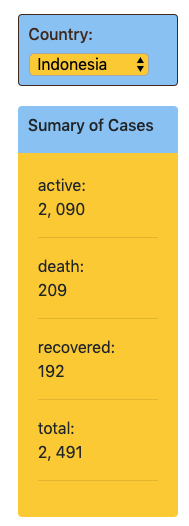 Country:
Indonesia
Sumary of Cases
active:
2, 090
death:
209
recovered:
192
total:
2, 491